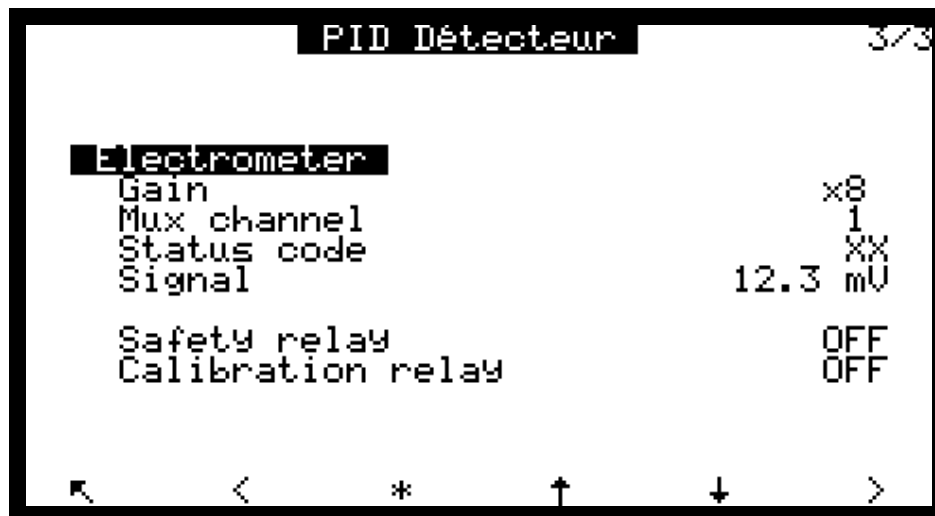 PID Détecteur 3/3
Electrometer
Gain x8
Mux channel 1
Status code XX
Signal 12.3 mV
Safety relay OFF
Calibration relay OFF
↖ < * ↑ ↓ >